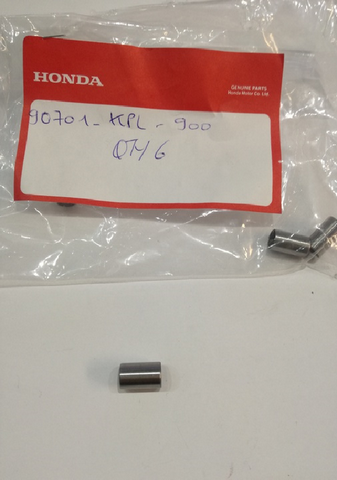 HONDA
GENUINE PARTS
Honda Motor Co., Ltd.
90701-KPL-900
QTY 6